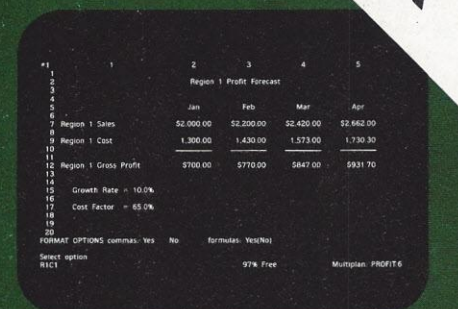 #1 1 2 3 4 5
1
2 Region 1 Profit Forecast
3
4
5 Jan Feb Mar Apr
6
7 Region 1 Sales $2,000.00 $2,200.00 $2,420.00 $2,662.00
8
9 Region 1 Cost 1,300.00 1,430.00 1,573.00 1,730.30
10
11
12 Region 1 Gross Profit $700.00 $770.00 $847.00 $931.70
13
14
15 Growth Rate = 10.0%
16
17 Cost Factor = 65.0%
18
19
20
FORMAT OPTIONS commas: Yes No formulas: Yes(No)
Select option
R1C1 97% Free Multiplan: PROFIT.6